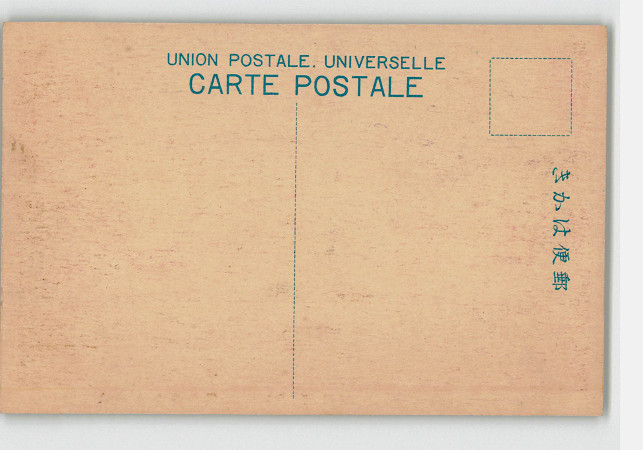 UNION POSTALE. UNIVERSELLE
CARTE POSTALE
きかは便郵